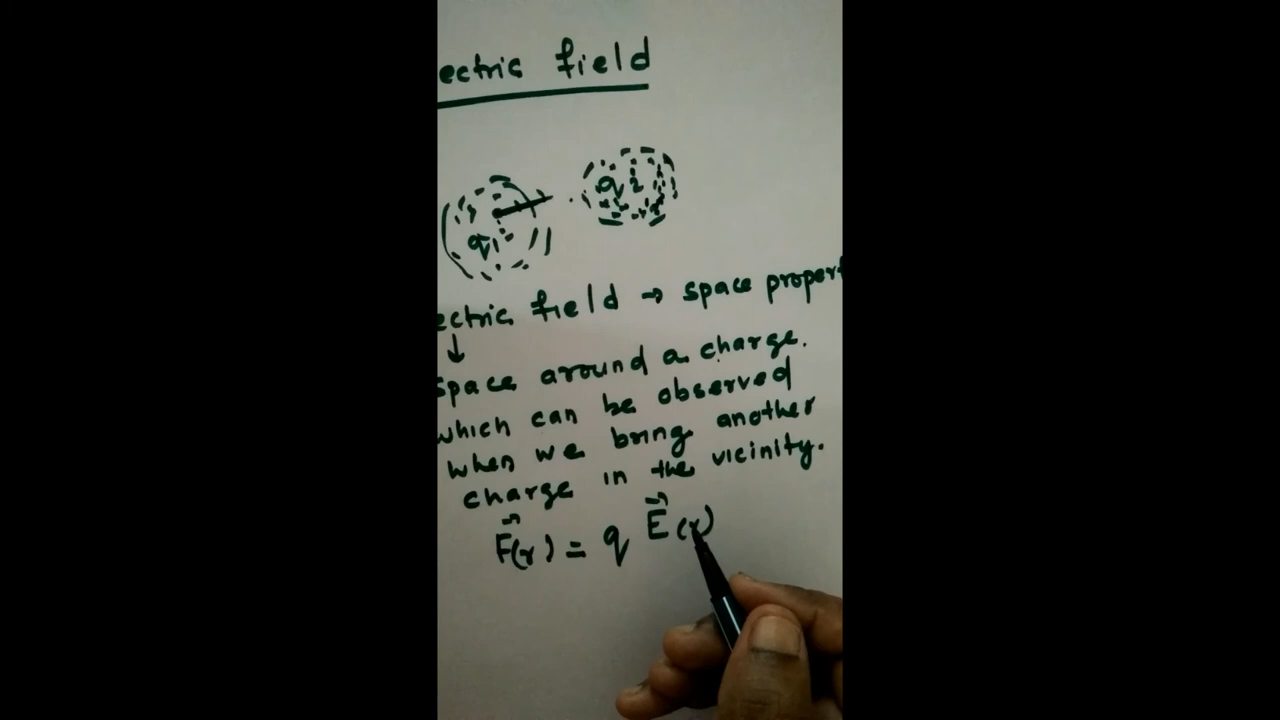 ectric field
q2
q1
ectric field → space propert
↓
space around a charge.
which can be observed
when we bring another
charge in the vicinity.
F⃗(r) = q E⃗(r)